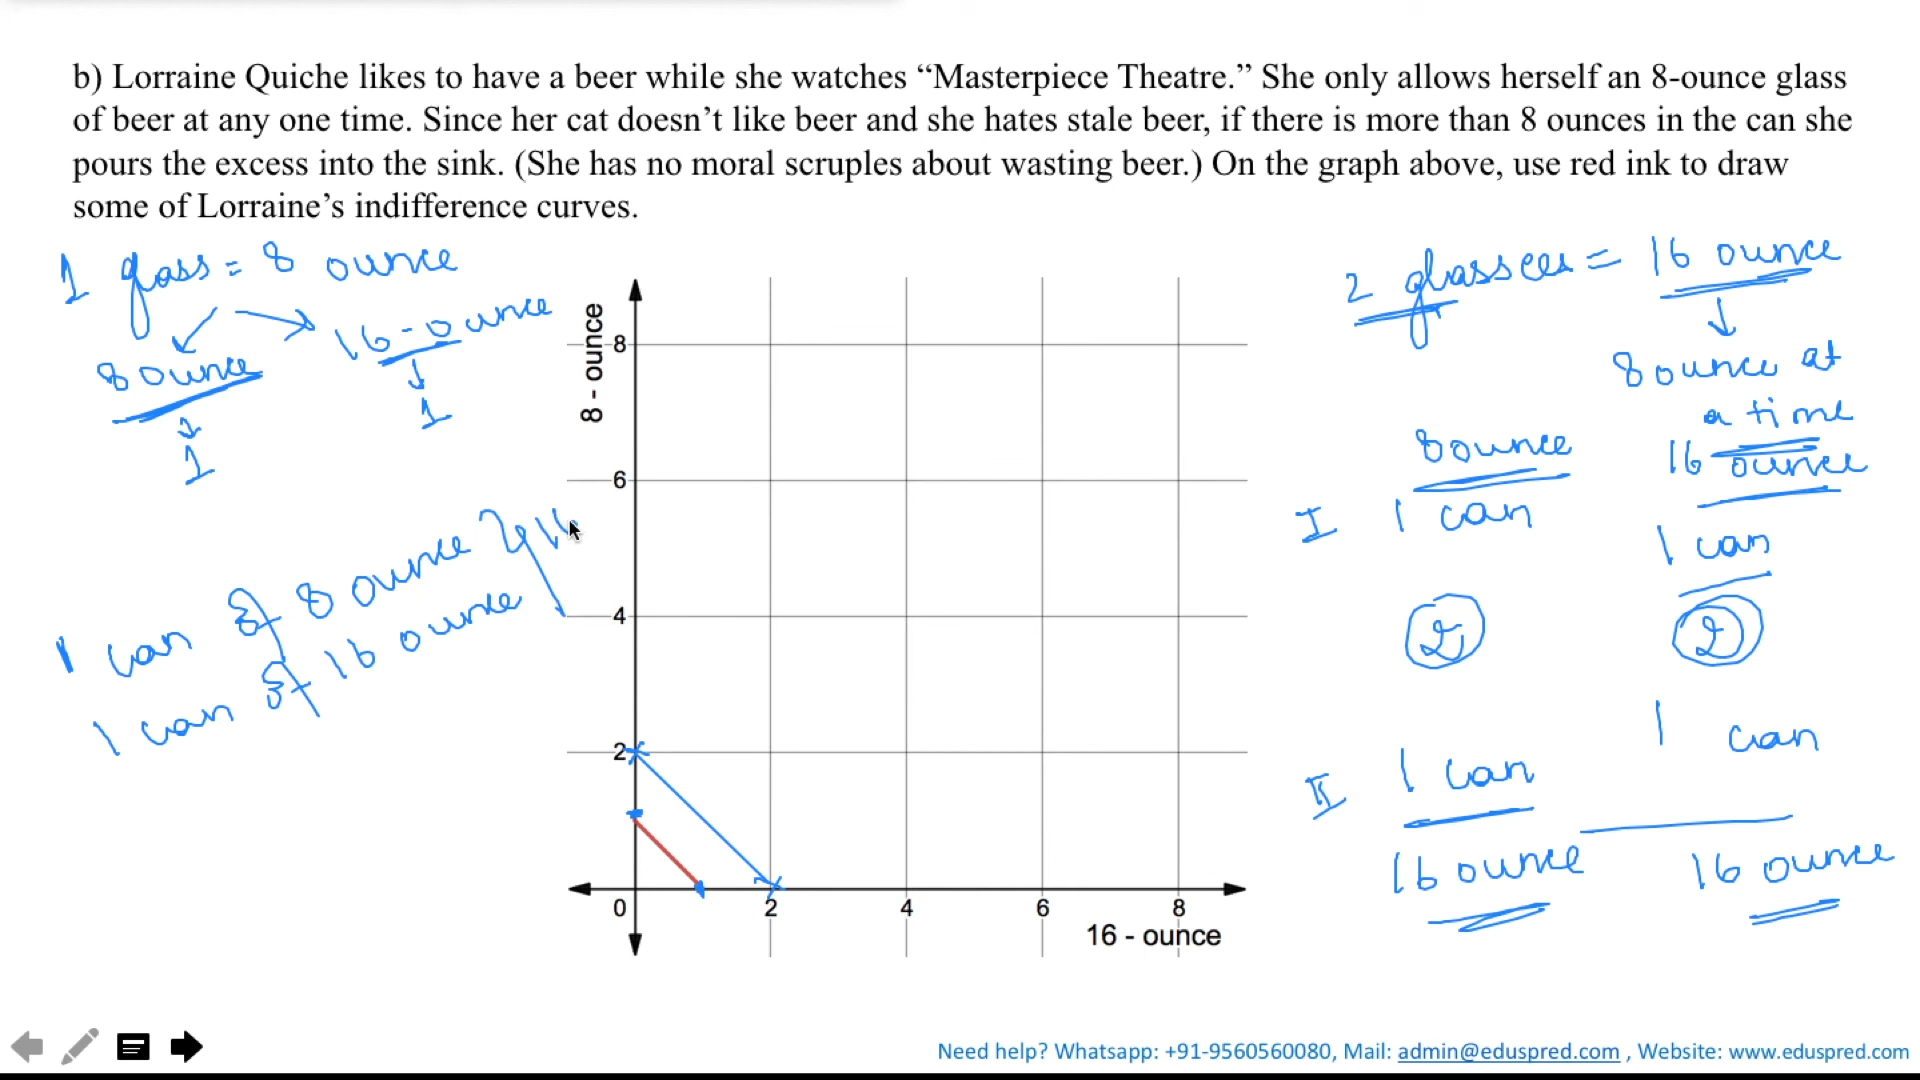 b) Lorraine Quiche likes to have a beer while she watches “Masterpiece Theatre.” She only allows herself an 8-ounce glass
of beer at any one time. Since her cat doesn’t like beer and she hates stale beer, if there is more than 8 ounces in the can she
pours the excess into the sink. (She has no moral scruples about wasting beer.) On the graph above, use red ink to draw
some of Lorraine’s indifference curves.
1 glass = 8 ounce
8 ounce
16-ounce
1
1
1 can of 8 ounce
1 can of 16 ounce
8 - ounce
8
6
4
2
0
2
4
6
8
16 - ounce
2 glasses = 16 ounce
8 ounce at
a time
8 ounce
16 ounce
I 1 can
1 can
2
2
II 1 can
1 can
16 ounce
16 ounce
Need help? Whatsapp: +91-9560560080, Mail: admin@eduspred.com , Website: www.eduspred.com